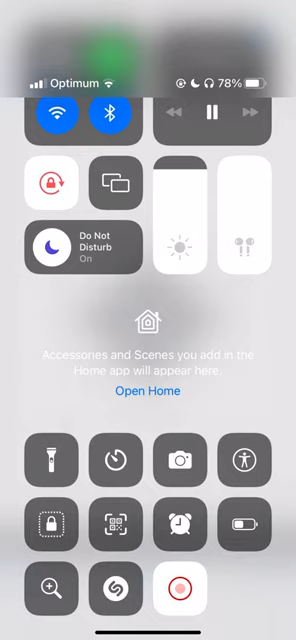 Optimum 78%
Do Not
Disturb
On
Accessories and Scenes you add in the
Home app will appear here.
Open Home